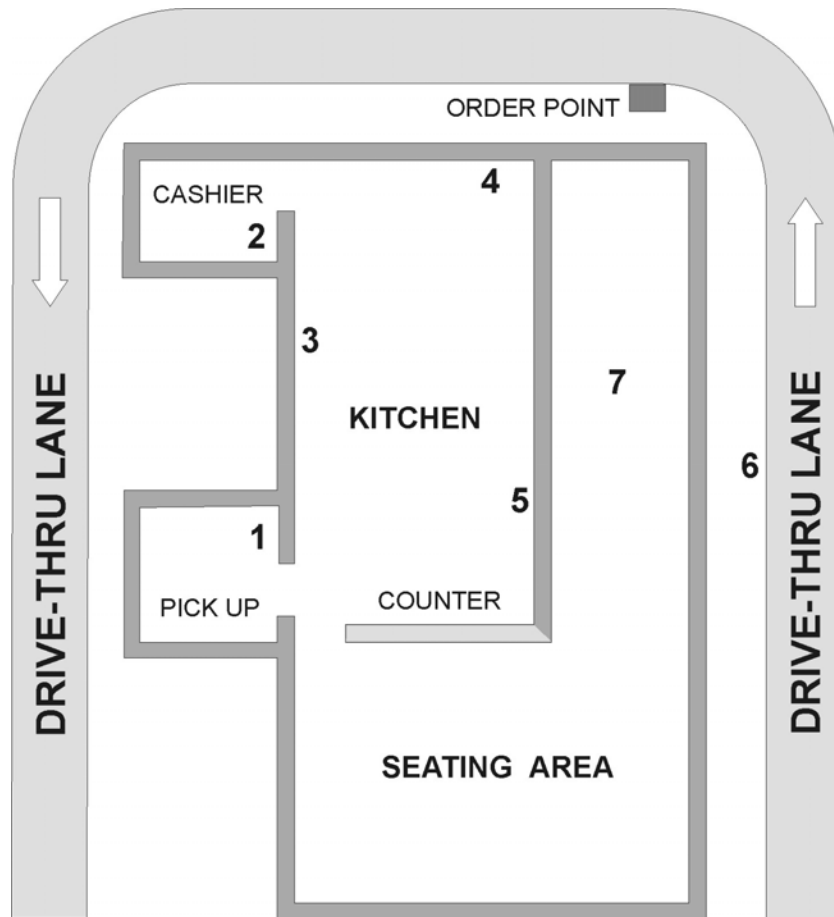 ORDER POINT
CASHIER
4
2
3
7
KITCHEN
6
5
1
PICK UP
COUNTER
DRIVE-THRU LANE
DRIVE-THRU LANE
SEATING AREA